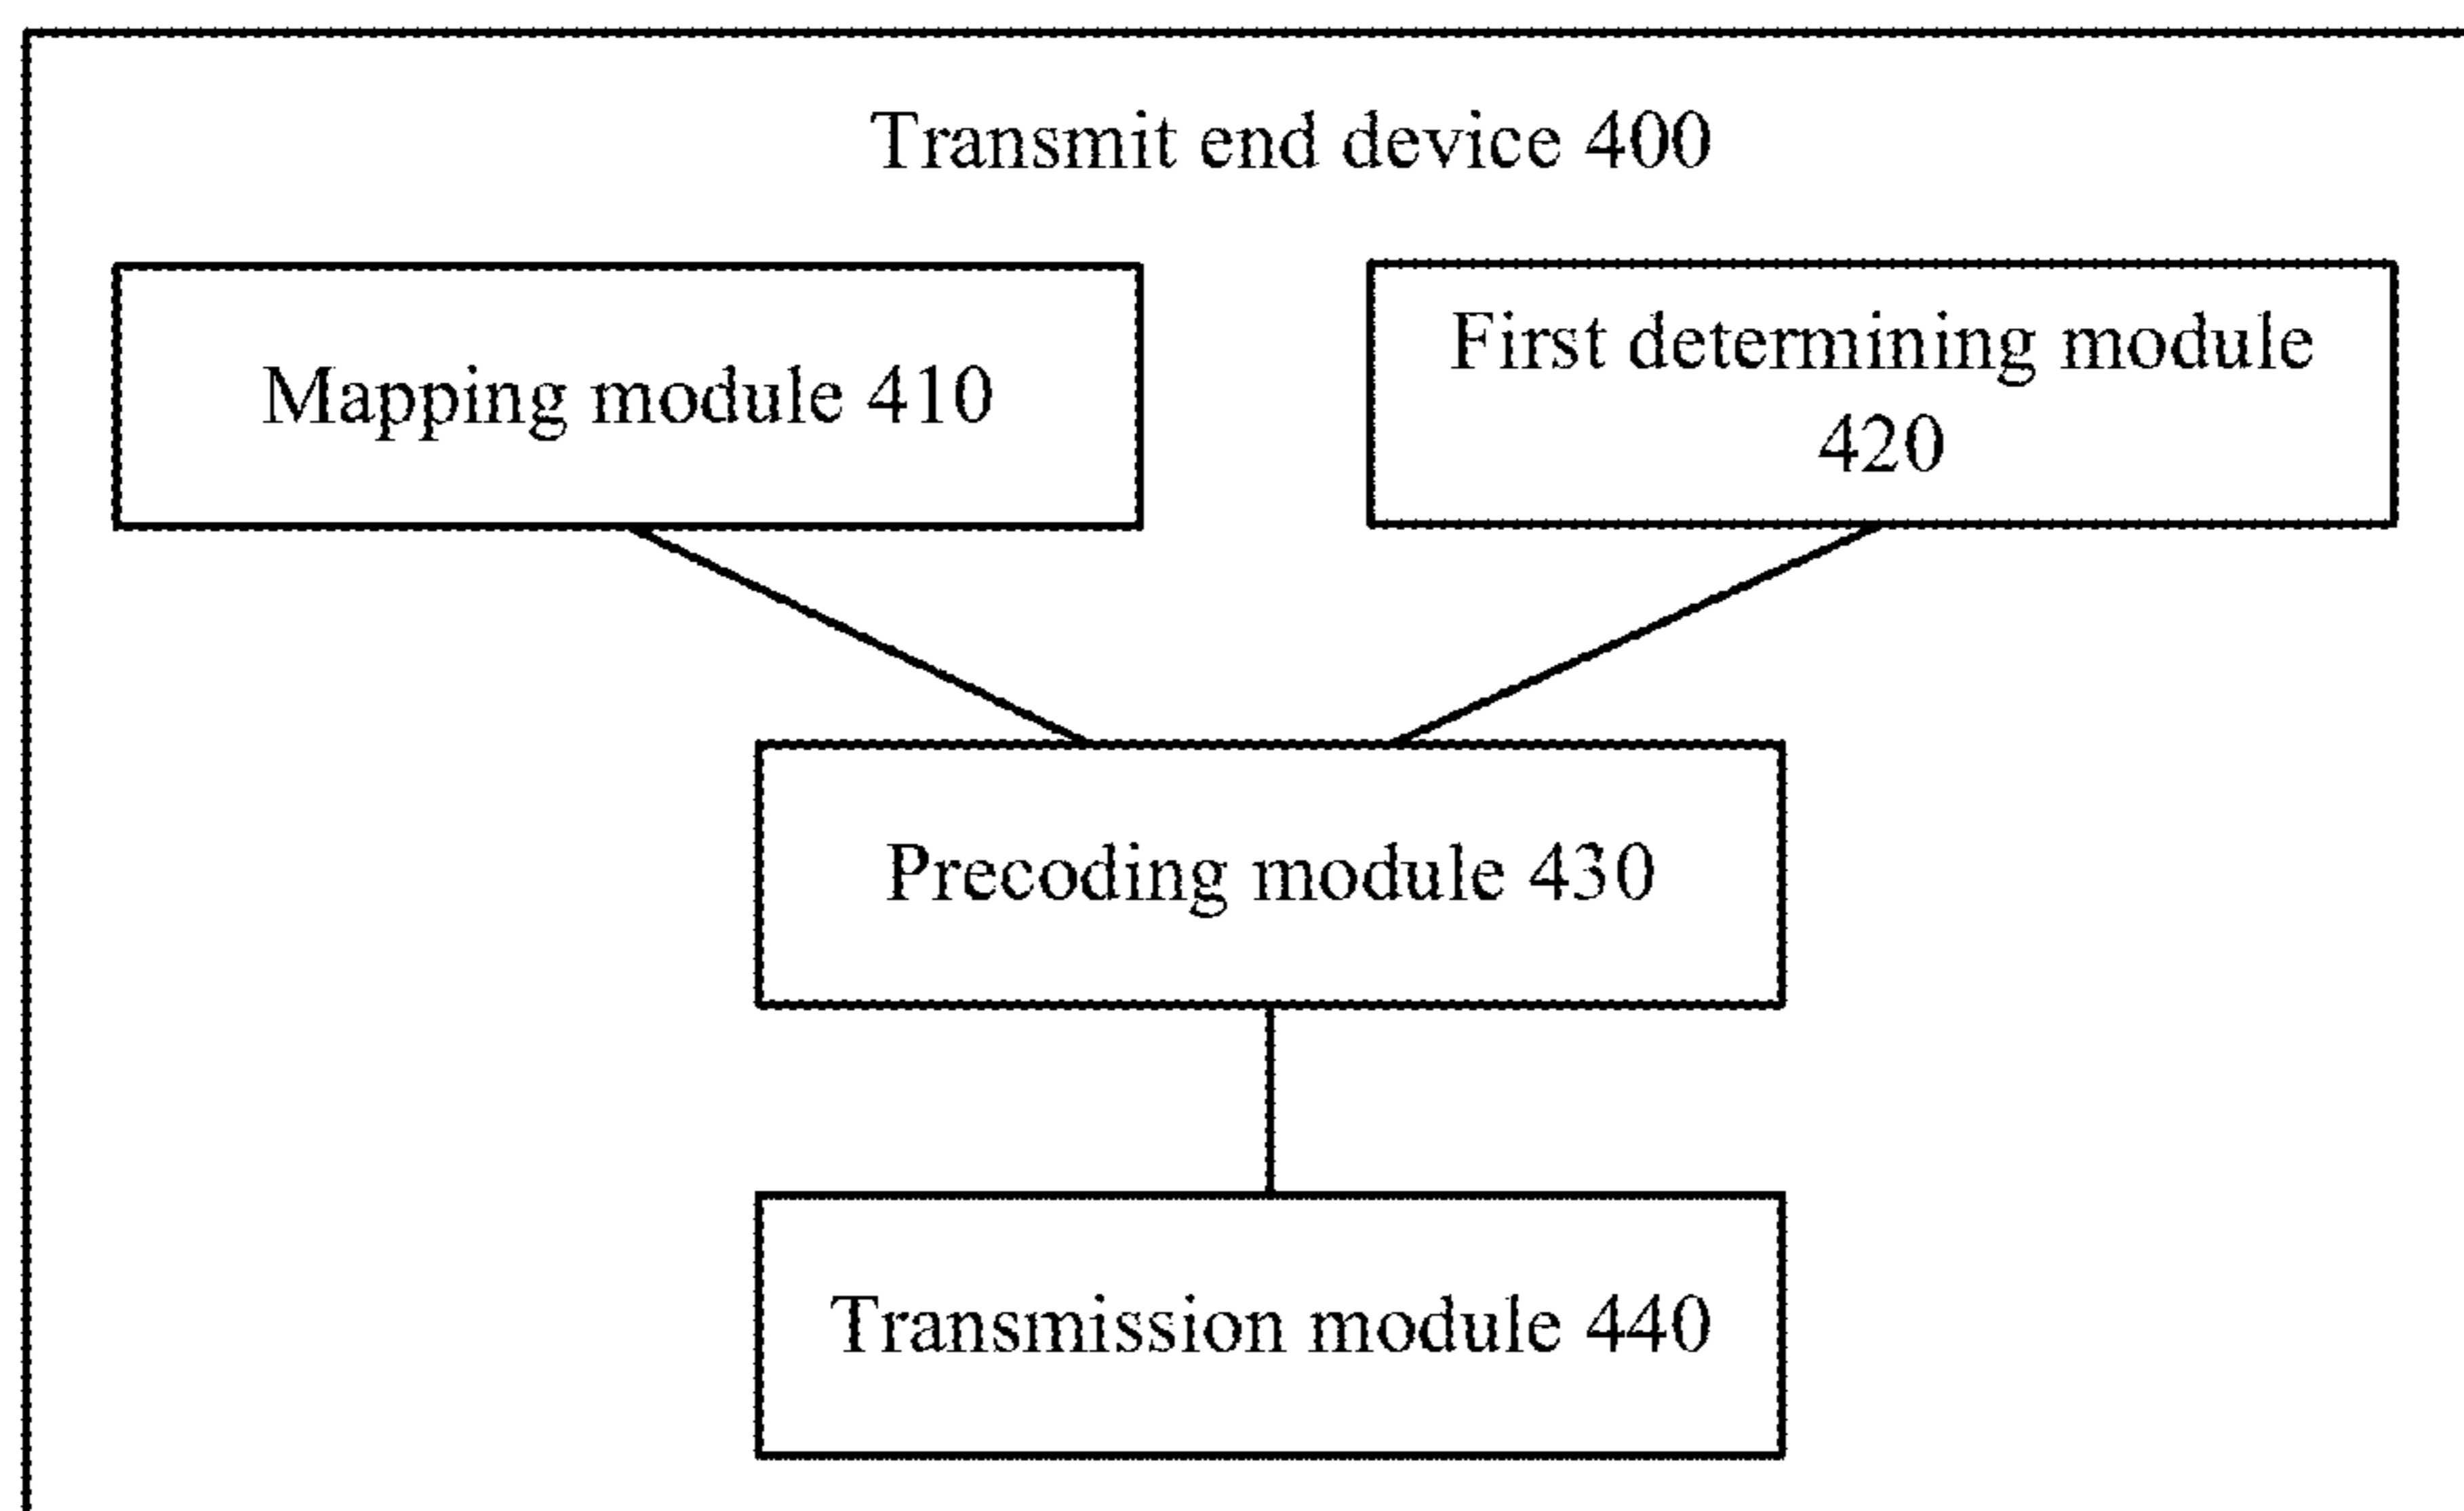 Transmit end device 400
Mapping module 410
First determining module
420
Precoding module 430
Transmission module 440